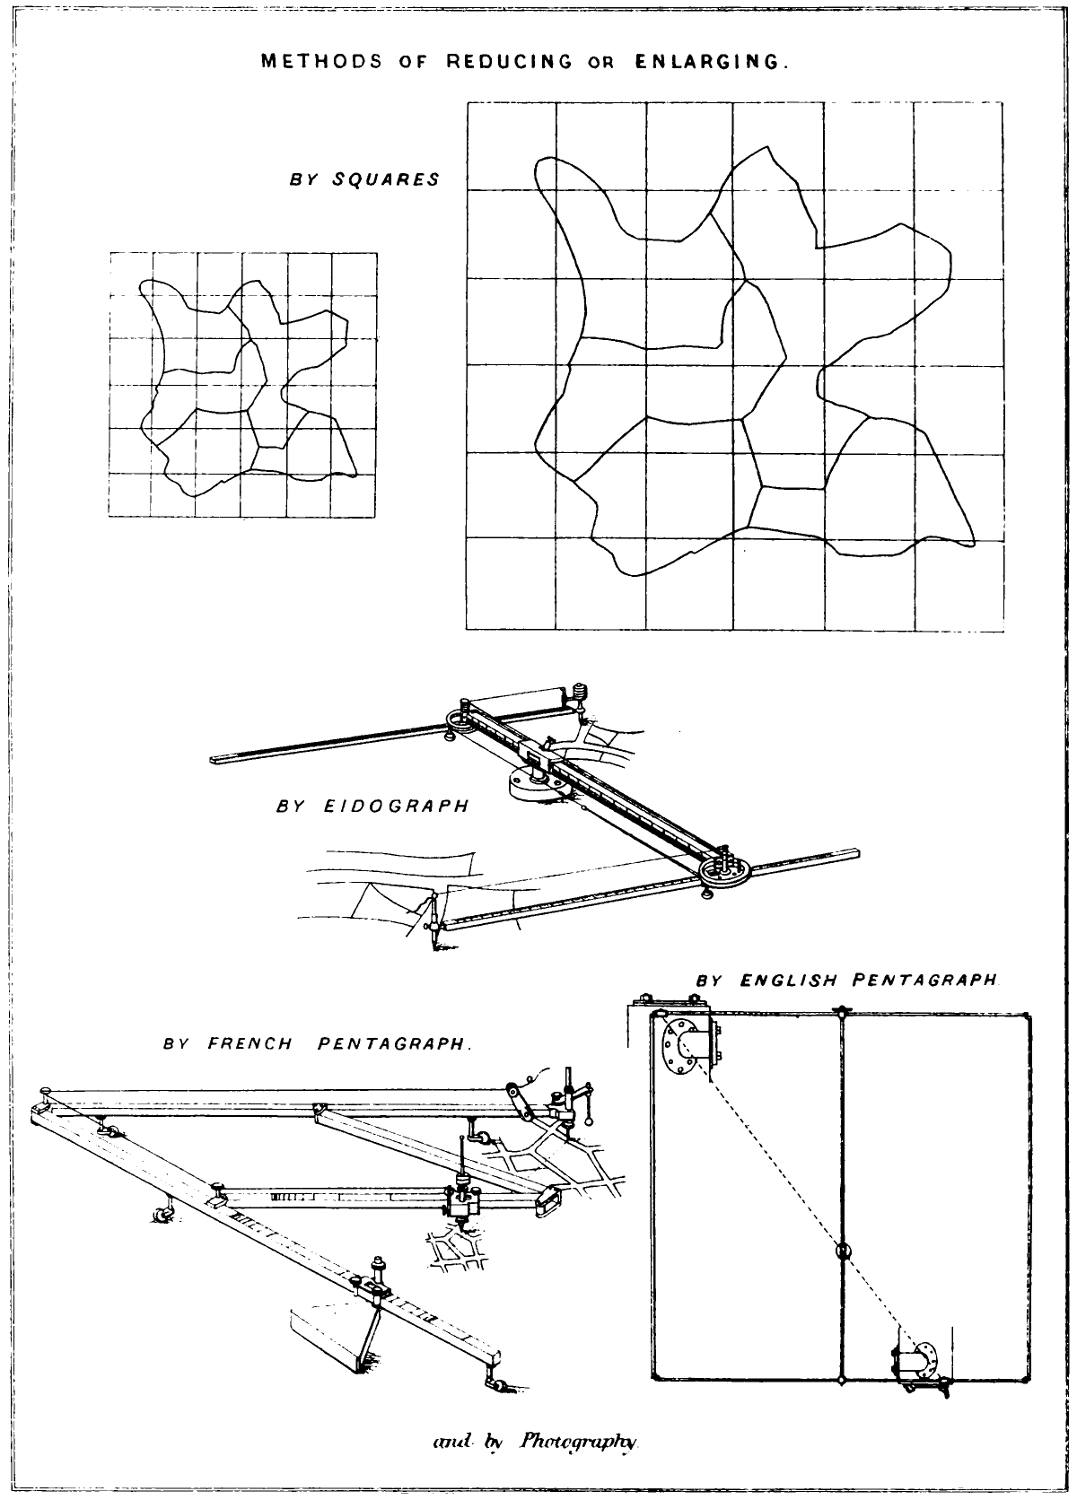 METHODS OF REDUCING OR ENLARGING.
BY SQUARES
BY EIDOGRAPH
BY ENGLISH PENTAGRAPH
BY FRENCH PENTAGRAPH.
and by Photography.